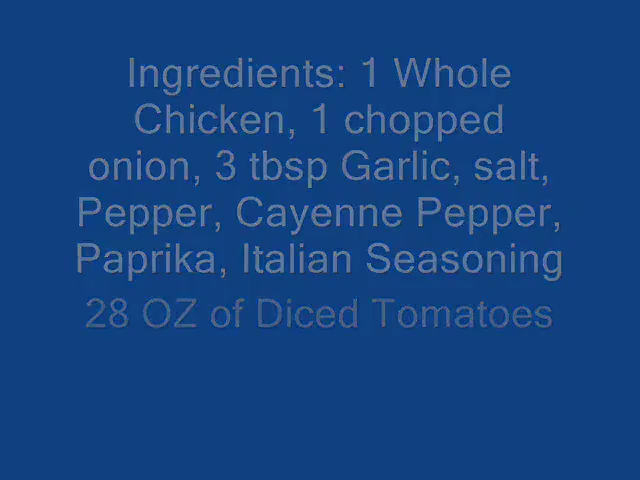 Ingredients: 1 Whole
Chicken, 1 chopped
onion, 3 tbsp Garlic, salt,
Pepper, Cayenne Pepper,
Paprika, Italian Seasoning
28 OZ of Diced Tomatoes